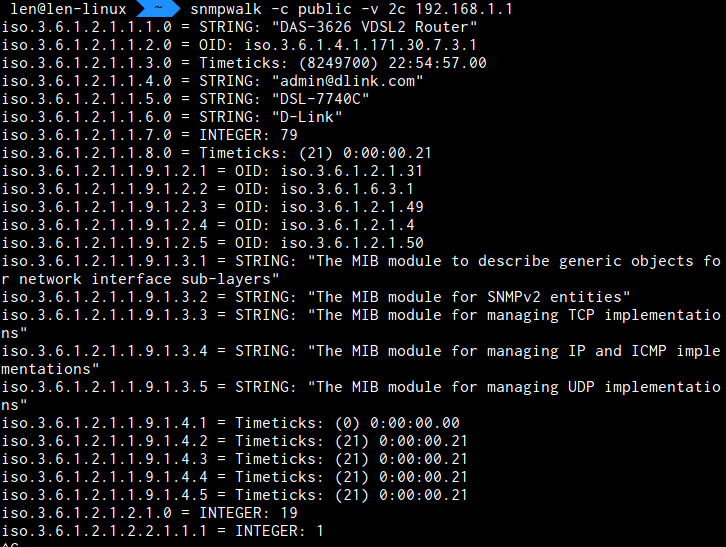 len@len-linux ~ snmpwalk -c public -v 2c 192.168.1.1
iso.3.6.1.2.1.1.1.0 = STRING: "DAS-3626 VDSL2 Router"
iso.3.6.1.2.1.1.2.0 = OID: iso.3.6.1.4.1.171.30.7.3.1
iso.3.6.1.2.1.1.3.0 = Timeticks: (8249700) 22:54:57.00
iso.3.6.1.2.1.1.4.0 = STRING: "admin@dlink.com"
iso.3.6.1.2.1.1.5.0 = STRING: "DSL-7740C"
iso.3.6.1.2.1.1.6.0 = STRING: "D-Link"
iso.3.6.1.2.1.1.7.0 = INTEGER: 79
iso.3.6.1.2.1.1.8.0 = Timeticks: (21) 0:00:00.21
iso.3.6.1.2.1.1.9.1.2.1 = OID: iso.3.6.1.2.1.31
iso.3.6.1.2.1.1.9.1.2.2 = OID: iso.3.6.1.6.3.1
iso.3.6.1.2.1.1.9.1.2.3 = OID: iso.3.6.1.2.1.49
iso.3.6.1.2.1.1.9.1.2.4 = OID: iso.3.6.1.2.1.4
iso.3.6.1.2.1.1.9.1.2.5 = OID: iso.3.6.1.2.1.50
iso.3.6.1.2.1.1.9.1.3.1 = STRING: "The MIB module to describe generic objects fo
r network interface sub-layers"
iso.3.6.1.2.1.1.9.1.3.2 = STRING: "The MIB module for SNMPv2 entities"
iso.3.6.1.2.1.1.9.1.3.3 = STRING: "The MIB module for managing TCP implementatio
ns"
iso.3.6.1.2.1.1.9.1.3.4 = STRING: "The MIB module for managing IP and ICMP imple
mentations"
iso.3.6.1.2.1.1.9.1.3.5 = STRING: "The MIB module for managing UDP implementatio
ns"
iso.3.6.1.2.1.1.9.1.4.1 = Timeticks: (0) 0:00:00.00
iso.3.6.1.2.1.1.9.1.4.2 = Timeticks: (21) 0:00:00.21
iso.3.6.1.2.1.1.9.1.4.3 = Timeticks: (21) 0:00:00.21
iso.3.6.1.2.1.1.9.1.4.4 = Timeticks: (21) 0:00:00.21
iso.3.6.1.2.1.1.9.1.4.5 = Timeticks: (21) 0:00:00.21
iso.3.6.1.2.1.2.1.0 = INTEGER: 19
iso.3.6.1.2.1.2.2.1.1.1 = INTEGER: 1